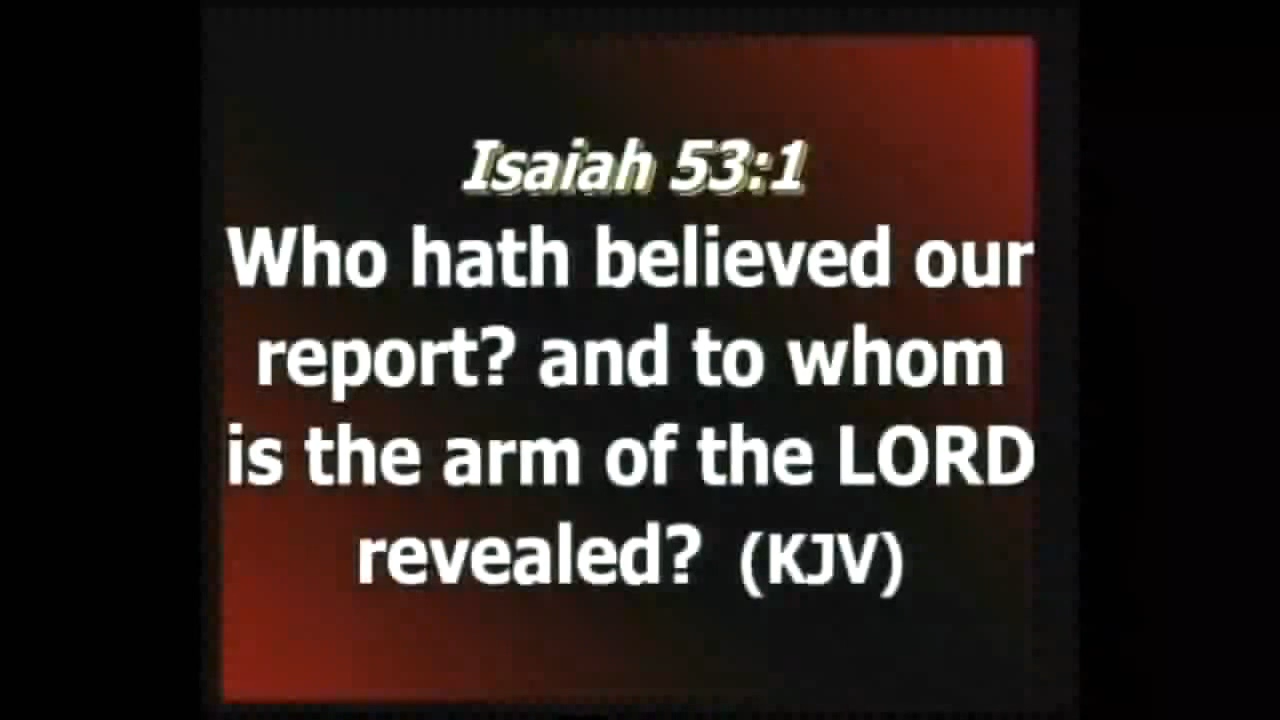 Isaiah 53:1
Who hath believed our
report? and to whom
is the arm of the LORD
revealed? (KJV)